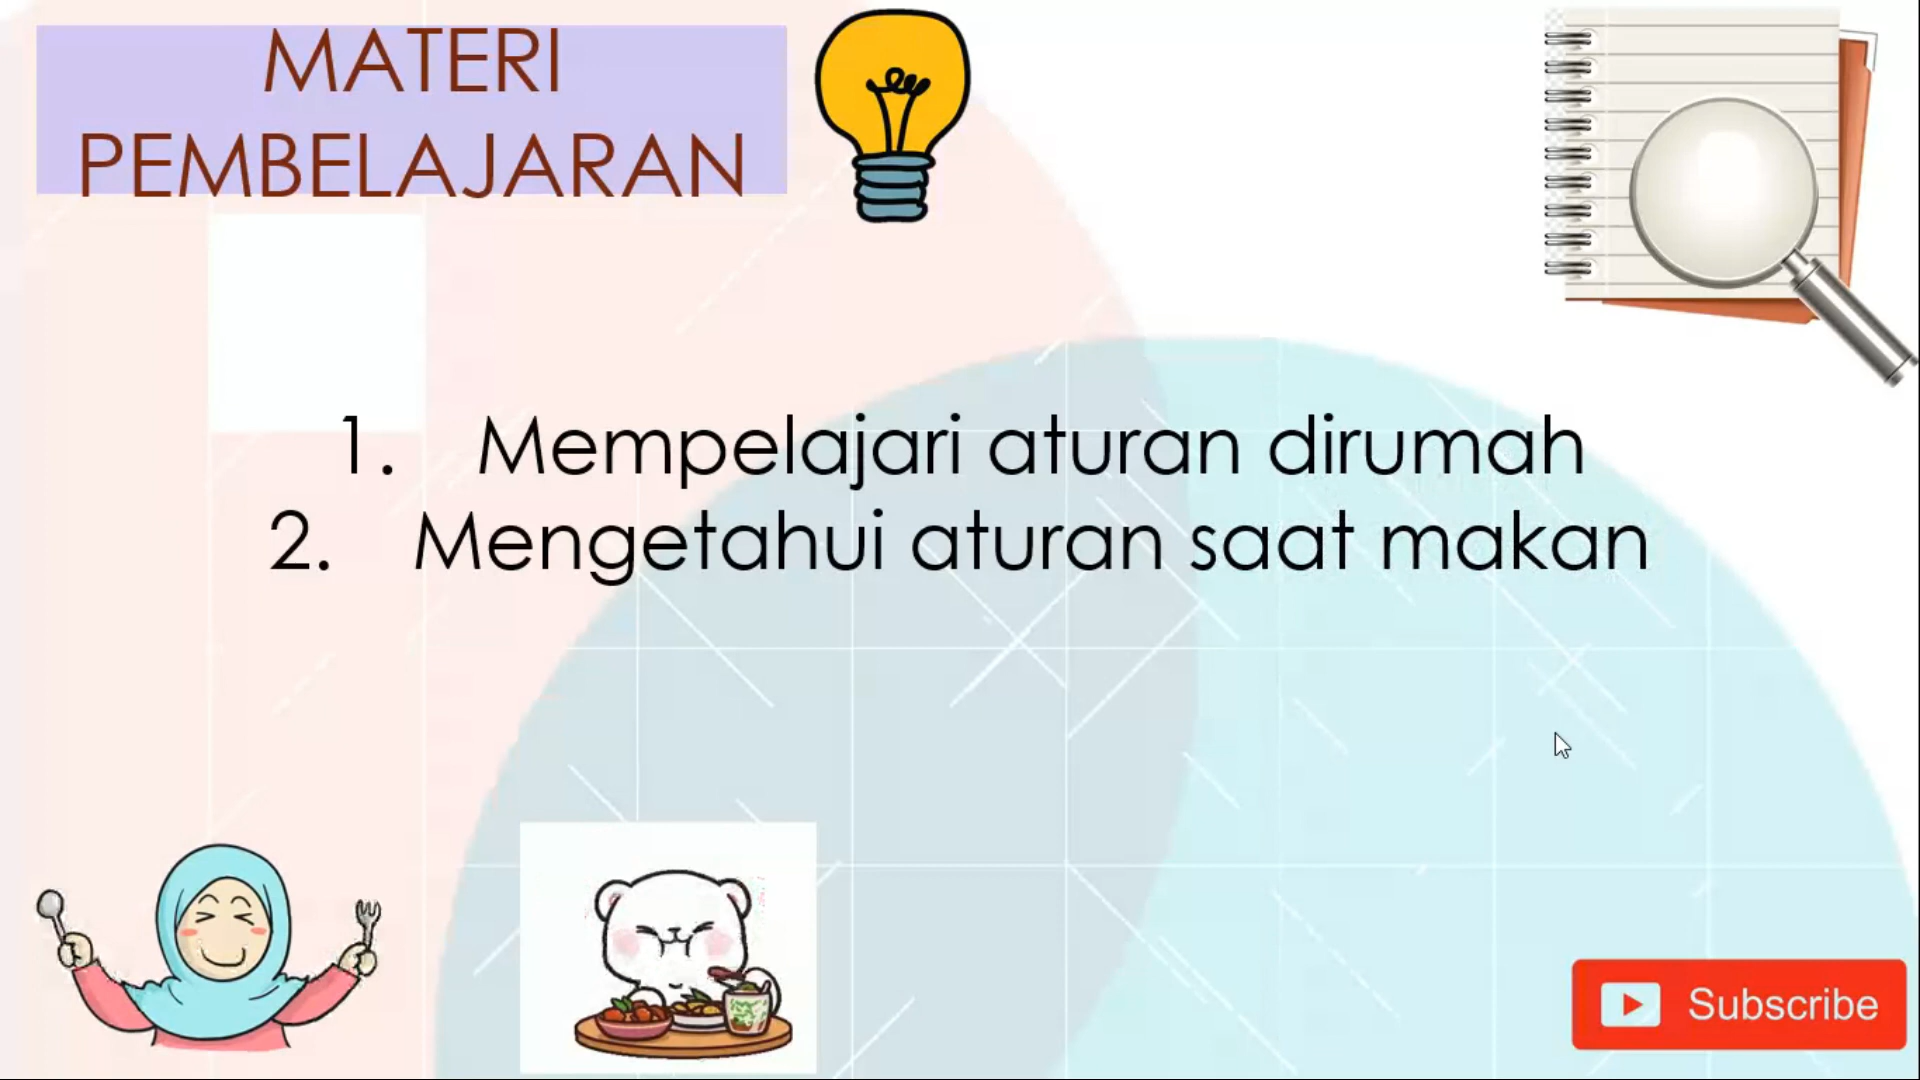 MATERI
PEMBELAJARAN
1. Mempelajari aturan dirumah
2. Mengetahui aturan saat makan
Subscribe